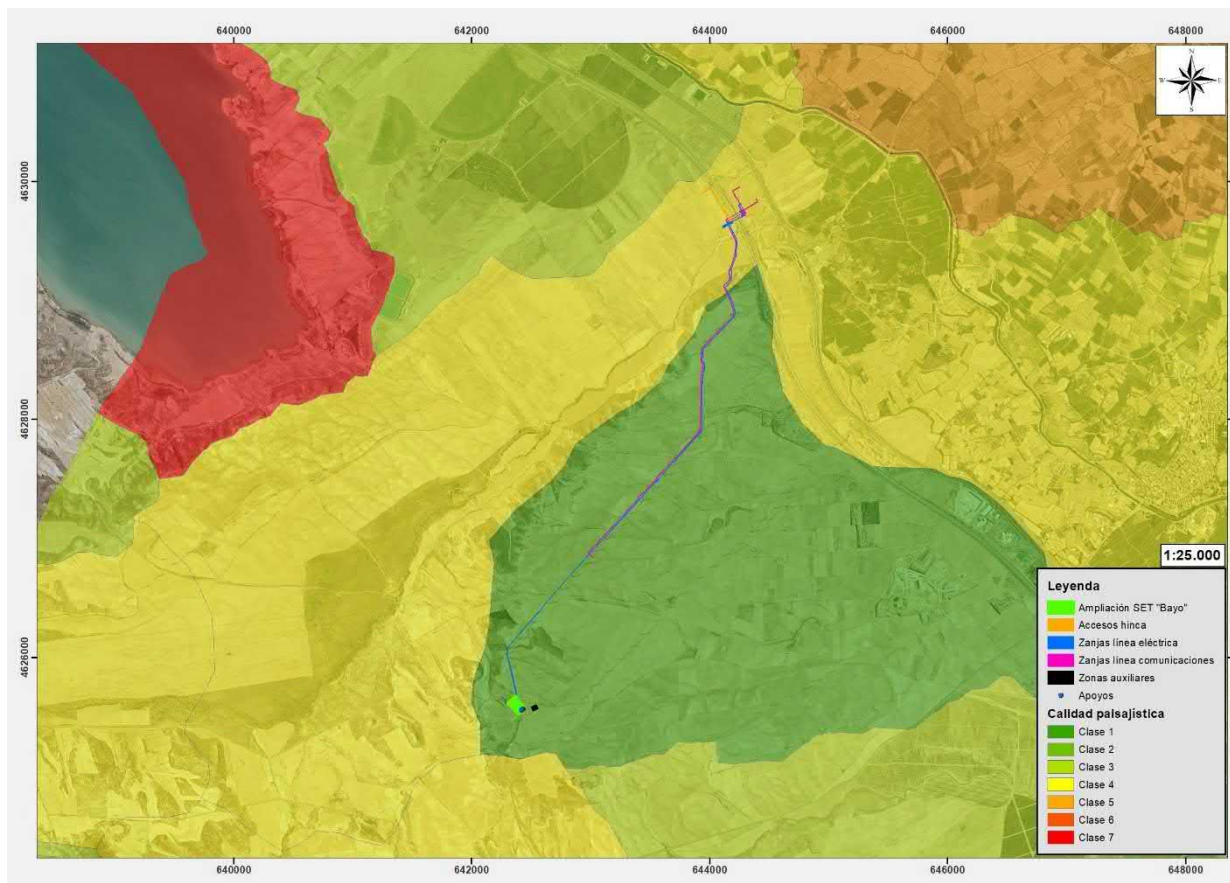 640000 642000 644000 646000 648000
N
W E
S
4630000
4628000
4626000
1:25.000
Leyenda
Ampliación SET "Bayo"
Accesos hinca
Zanjas línea eléctrica
Zanjas línea comunicaciones
Zonas auxiliares
Apoyos
Calidad paisajística
Clase 1
Clase 2
Clase 3
Clase 4
Clase 5
Clase 6
Clase 7
640000 642000 644000 646000 648000